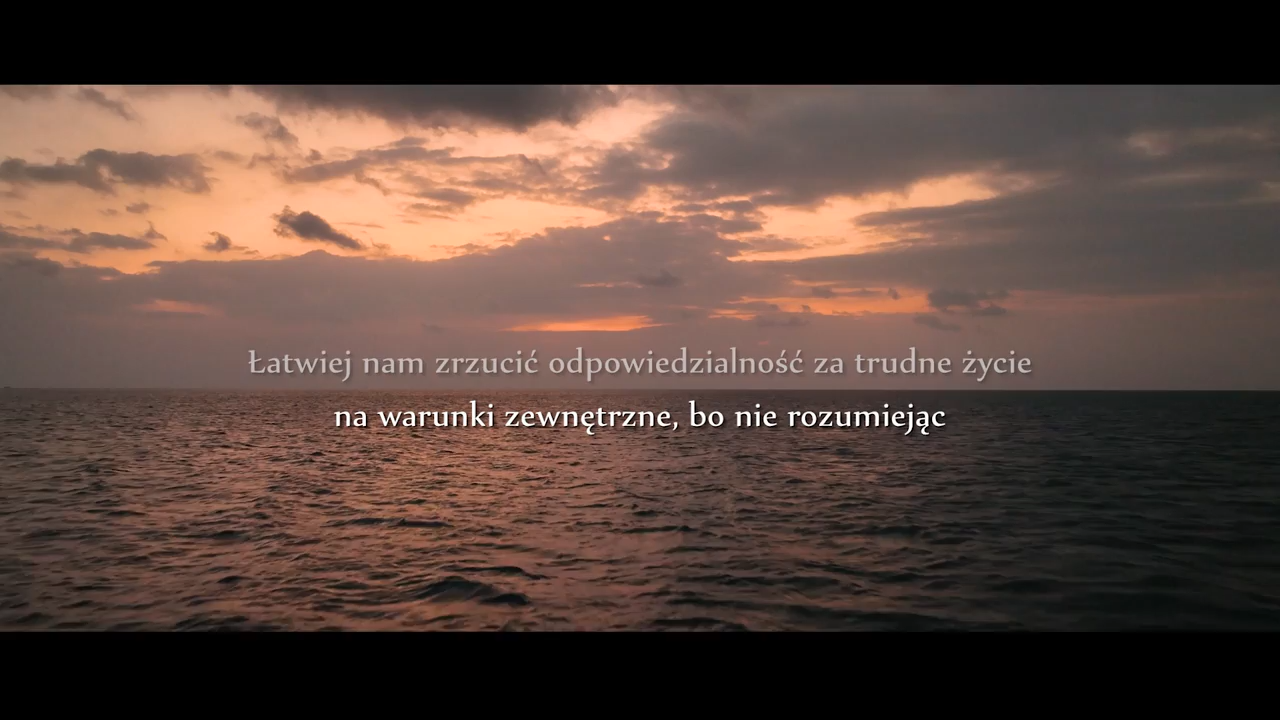 Łatwiej nam zrzucić odpowiedzialność za trudne życie
na warunki zewnętrzne, bo nie rozumiejąc